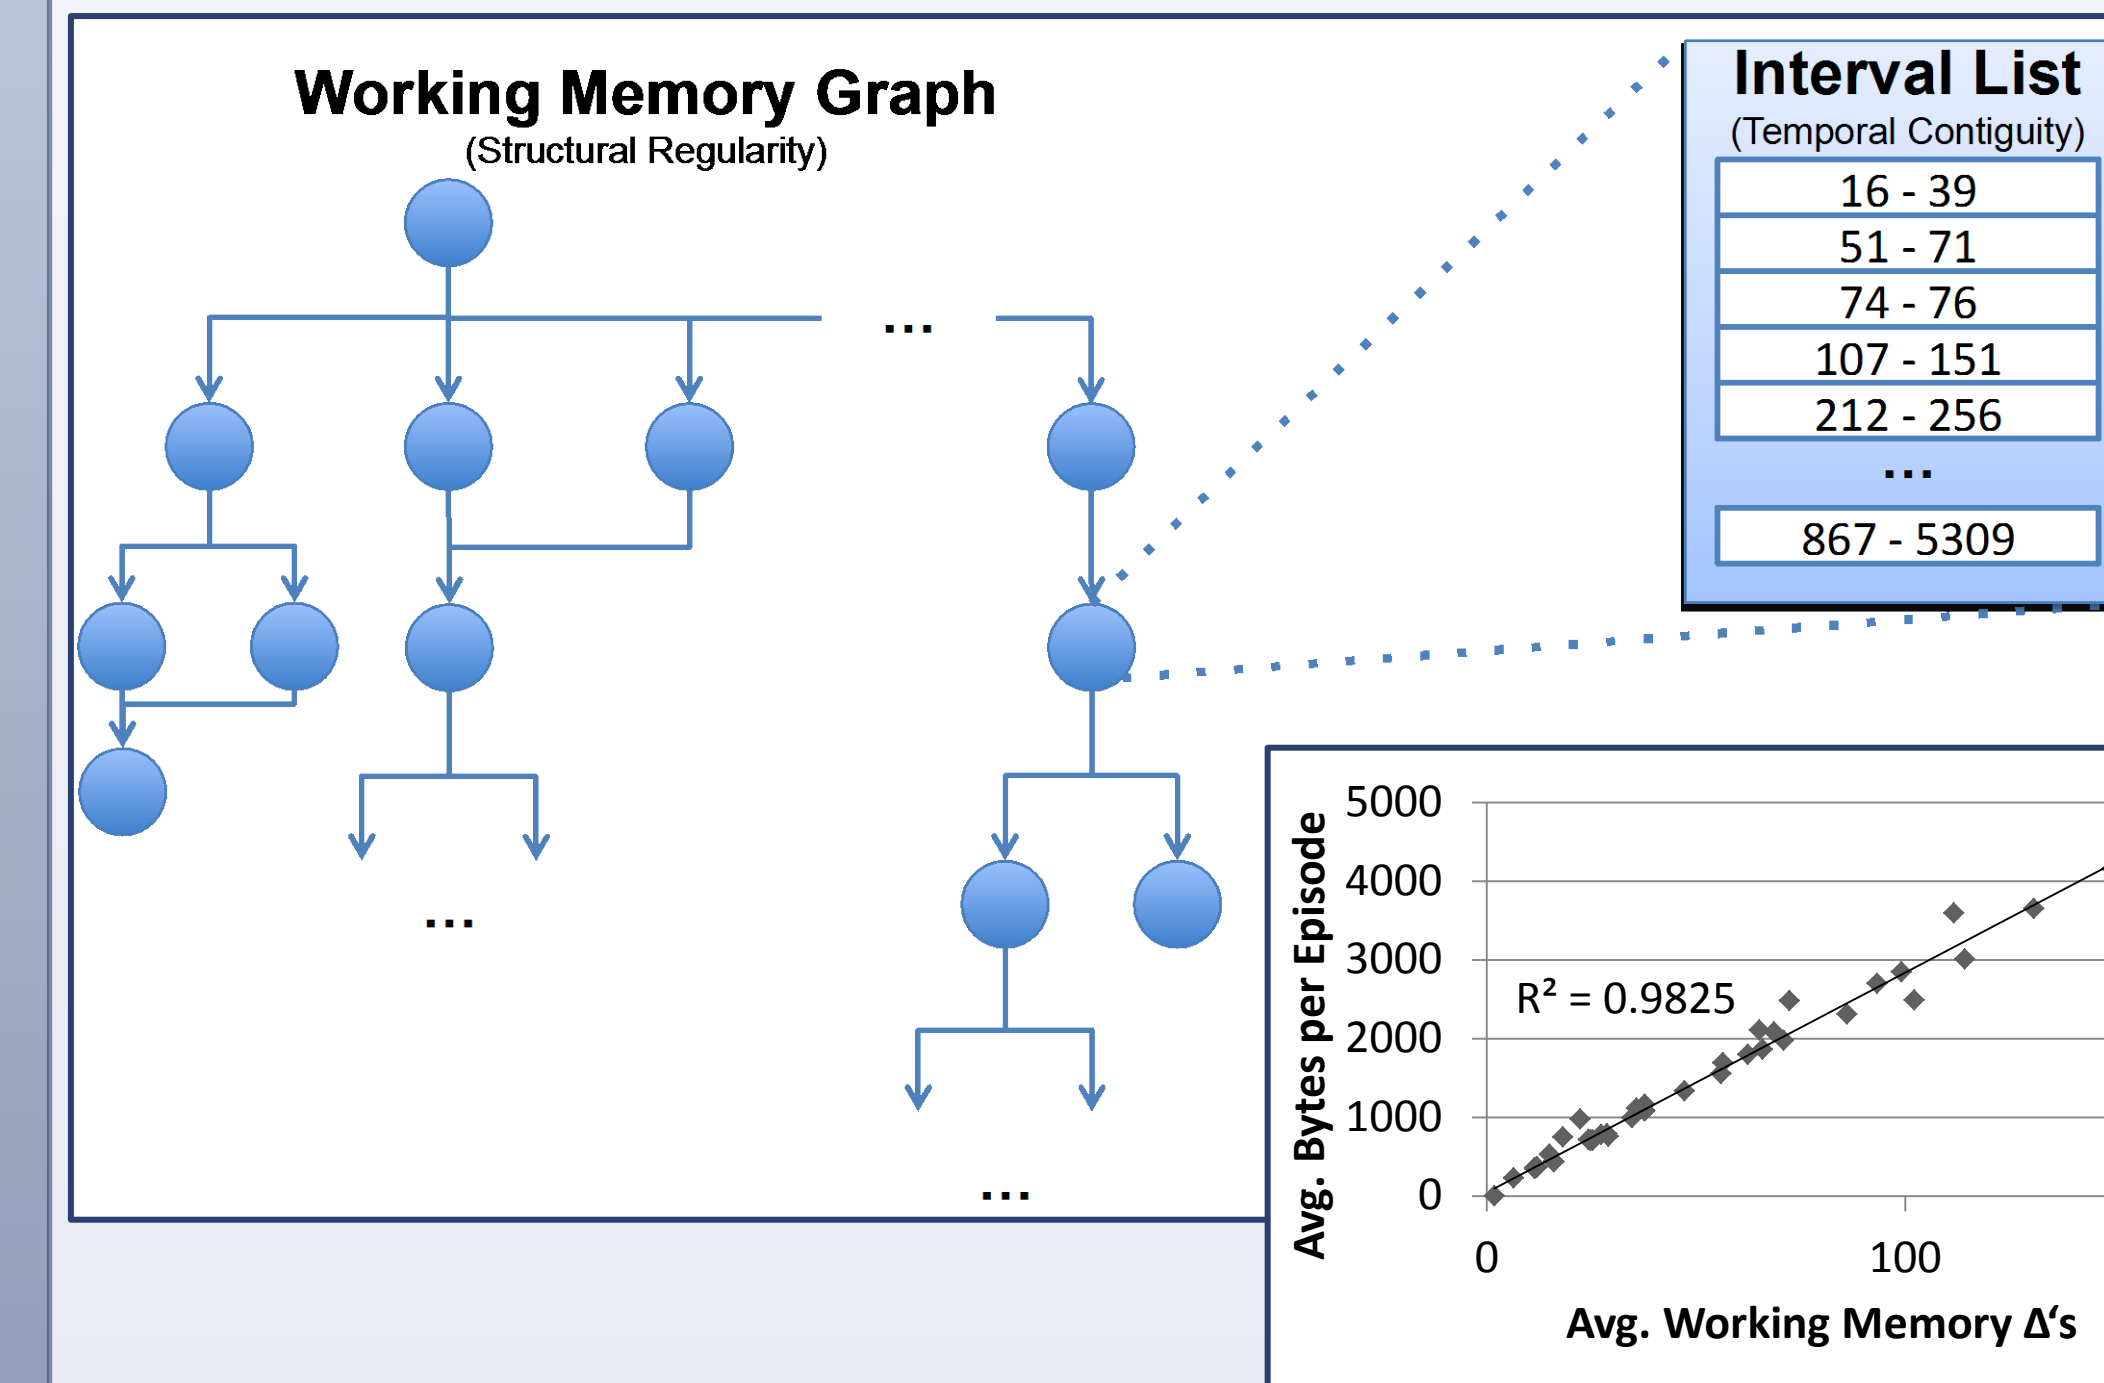 Working Memory Graph
(Structural Regularity)
...
...
...
Interval List
(Temporal Contiguity)
16 - 39
51 - 71
74 - 76
107 - 151
212 - 256
...
867 - 5309
Avg. Bytes per Episode
5000
4000
3000
2000
1000
0
R² = 0.9825
0
100
Avg. Working Memory Δ‘s